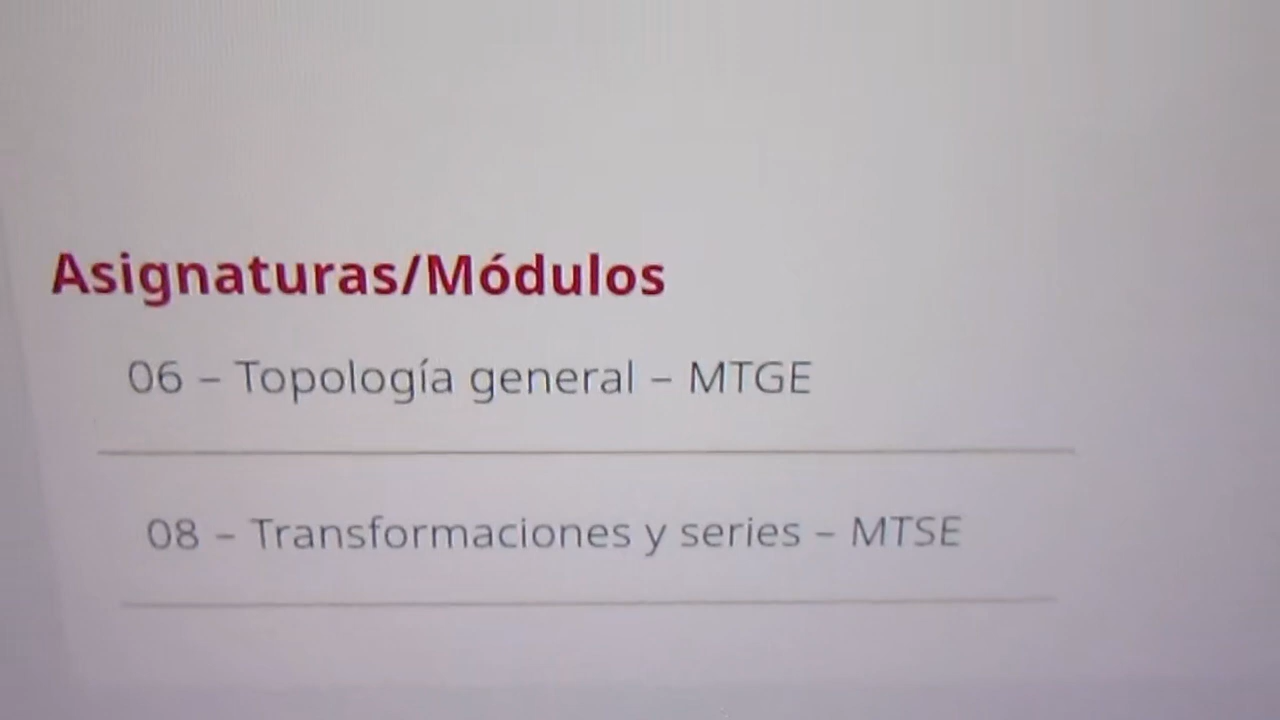 Asignaturas/Módulos
06 – Topología general – MTGE
08 – Transformaciones y series – MTSE